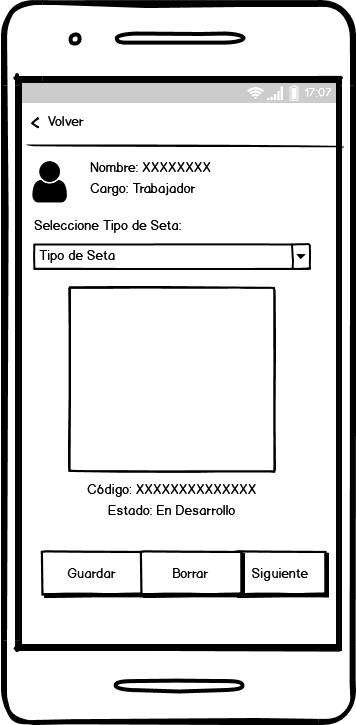 17:07
Volver
Nombre: XXXXXXXX
Cargo: Trabajador
Seleccione Tipo de Seta:
Tipo de Seta
Código: XXXXXXXXXXXXXX
Estado: En Desarrollo
Guardar
Borrar
Siguiente